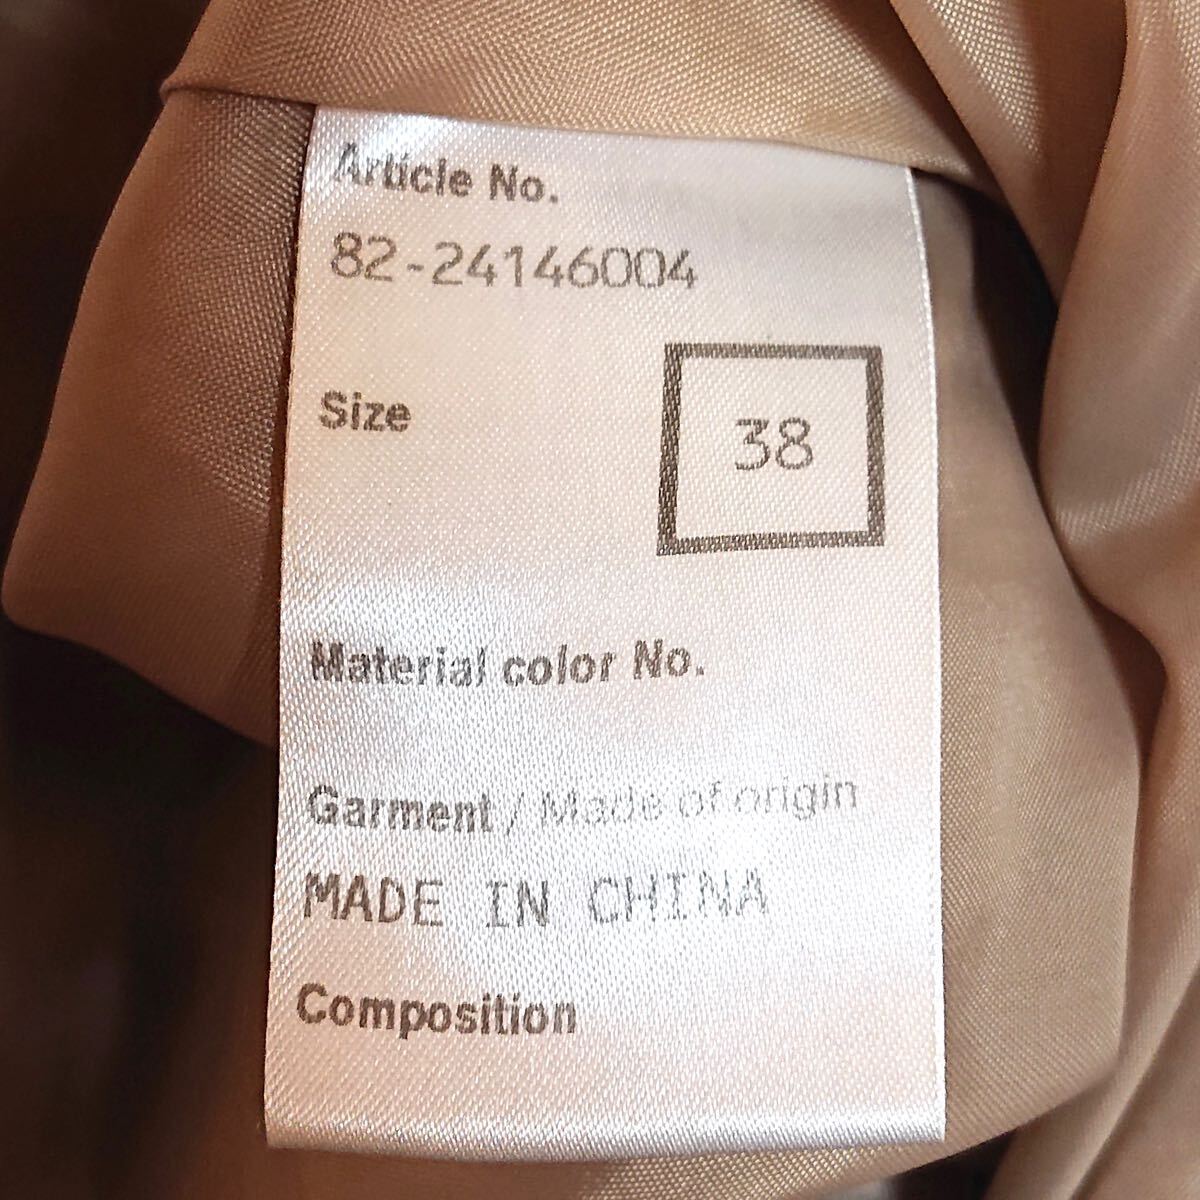 Article No.
82-24146004
Size
38
Material color No.
Garment / Made of origin
MADE IN CHINA
Composition